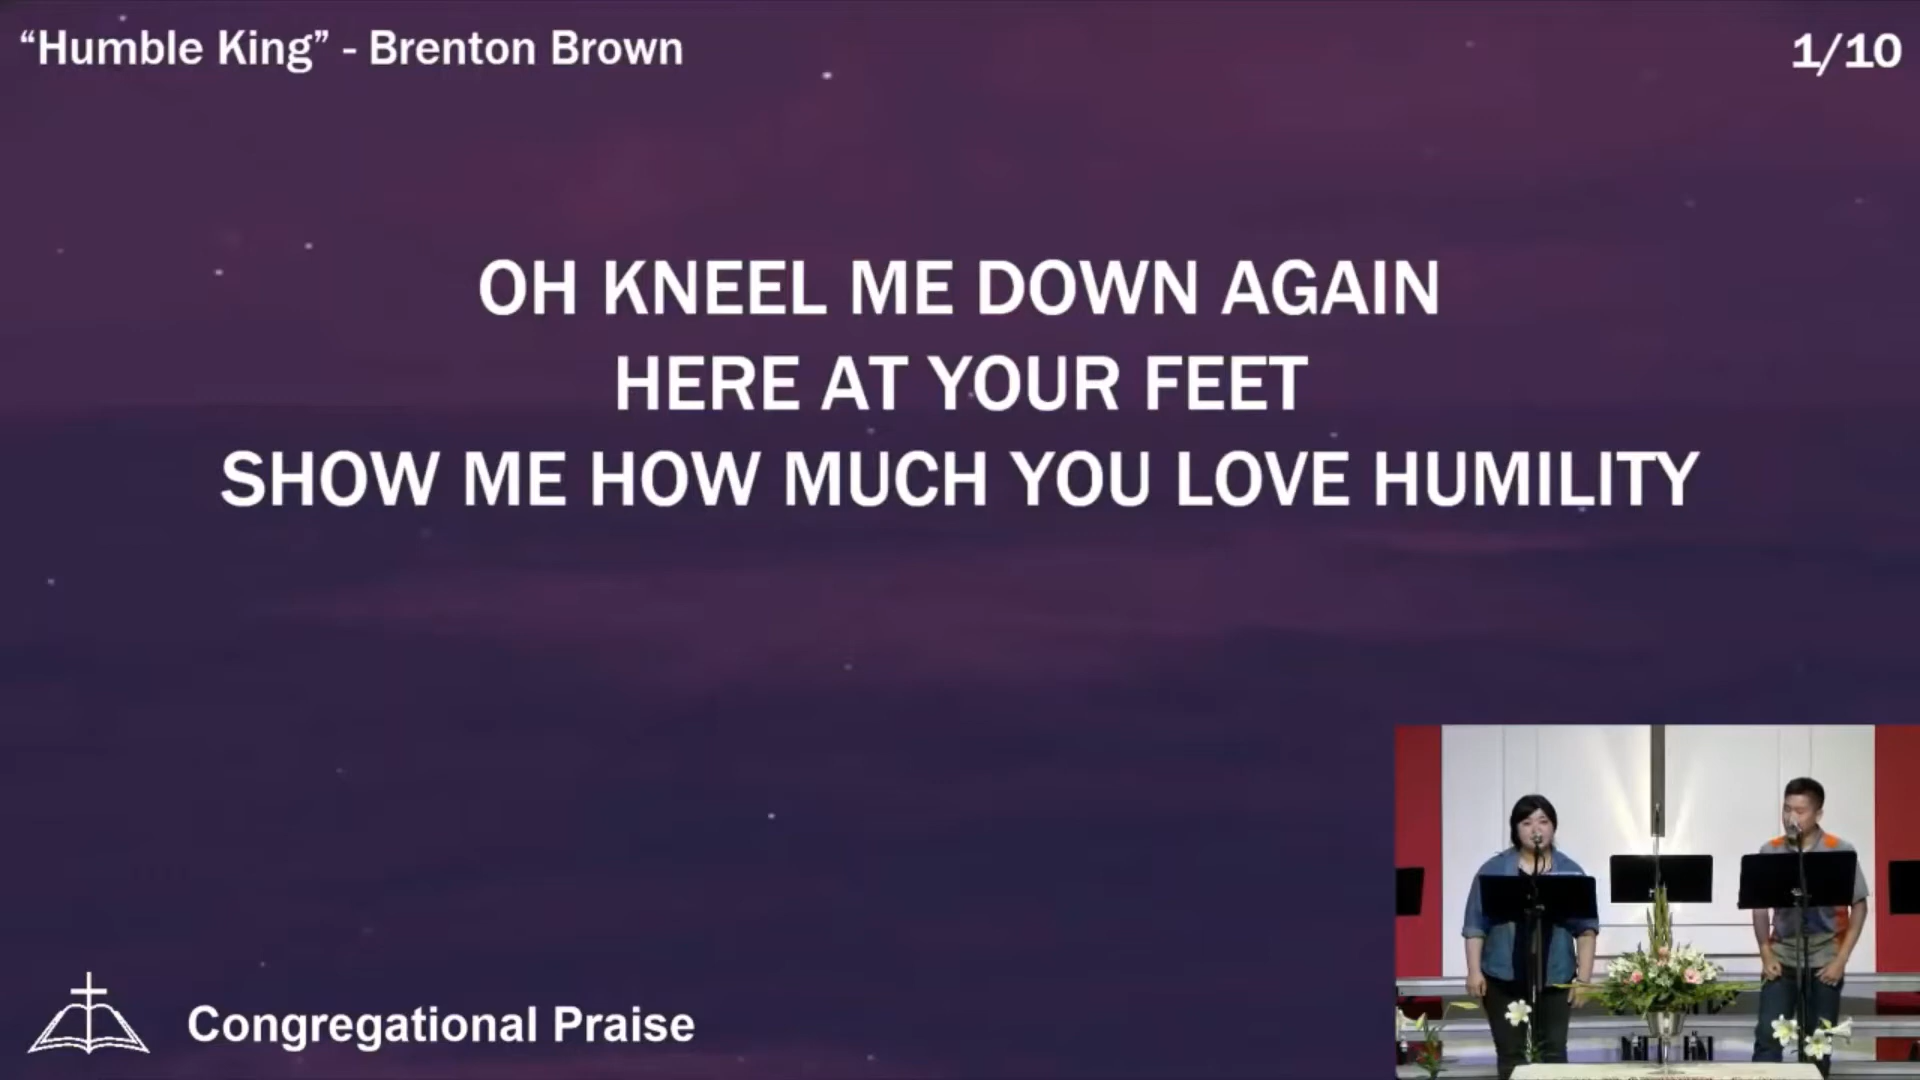 “Humble King” - Brenton Brown
1/10
OH KNEEL ME DOWN AGAIN
HERE AT YOUR FEET
SHOW ME HOW MUCH YOU LOVE HUMILITY
Congregational Praise